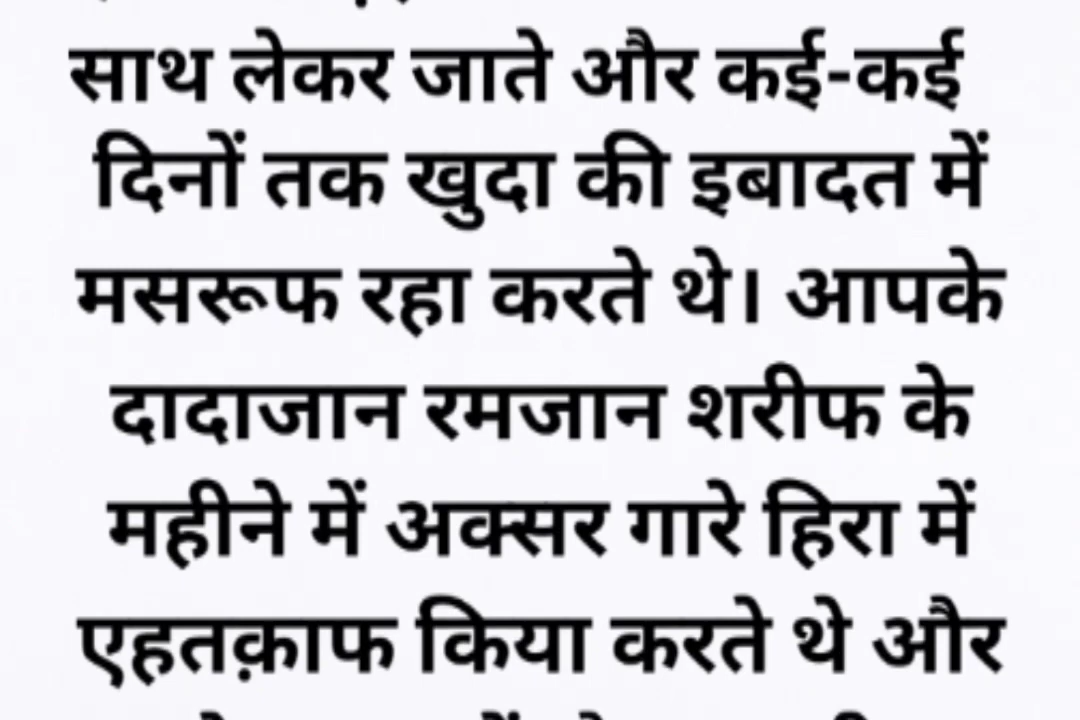 साथ लेकर जाते और कई-कई
दिनों तक खुदा की इबादत में
मसरूफ रहा करते थे। आपके
दादाजान रमजान शरीफ के
महीने में अक्सर गारे हिरा में
एहतक़ाफ किया करते थे और